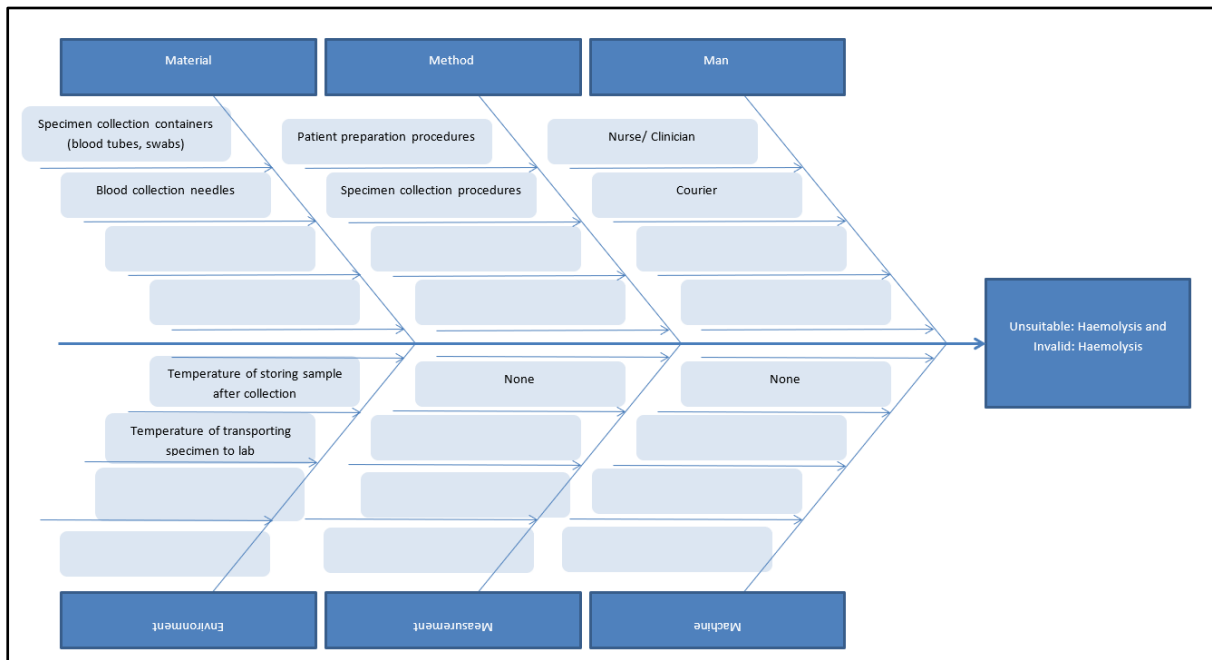 Material
Method
Man
Specimen collection containers
(blood tubes, swabs)
Patient preparation procedures
Nurse/ Clinician
Blood collection needles
Specimen collection procedures
Courier
Unsuitable: Haemolysis and
Invalid: Haemolysis
Temperature of storing sample
after collection
None
None
Temperature of transporting
specimen to lab
Environment
Measurement
Machine